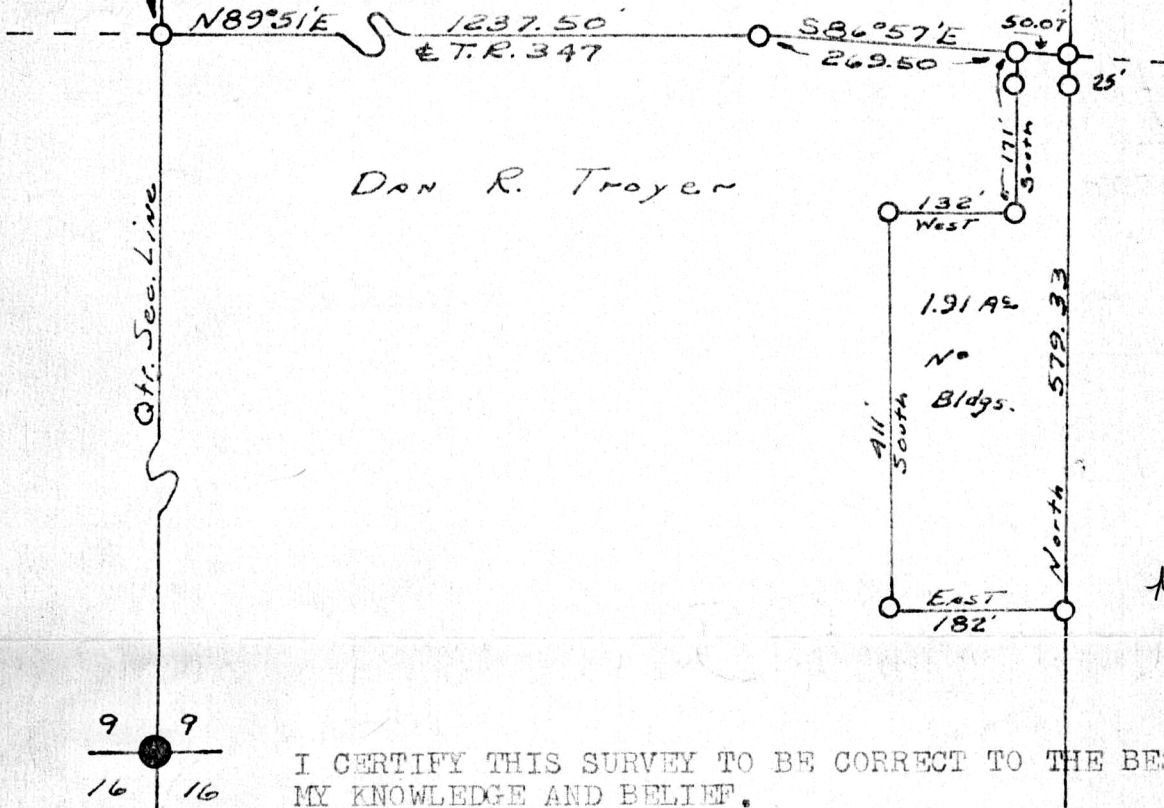 N89°51'E 1237.50'
℄ T.R. 347
S86°57'E
269.50
50.07'
25'
171'
South
Dan R. Troyer
132'
West
Qtr. Sec. Line
1.91 Ac
No
Bldgs.
579.33
North
411'
South
East
182'
9 9
16 16
I CERTIFY THIS SURVEY TO BE CORRECT TO THE BES
MY KNOWLEDGE AND BELIEF.